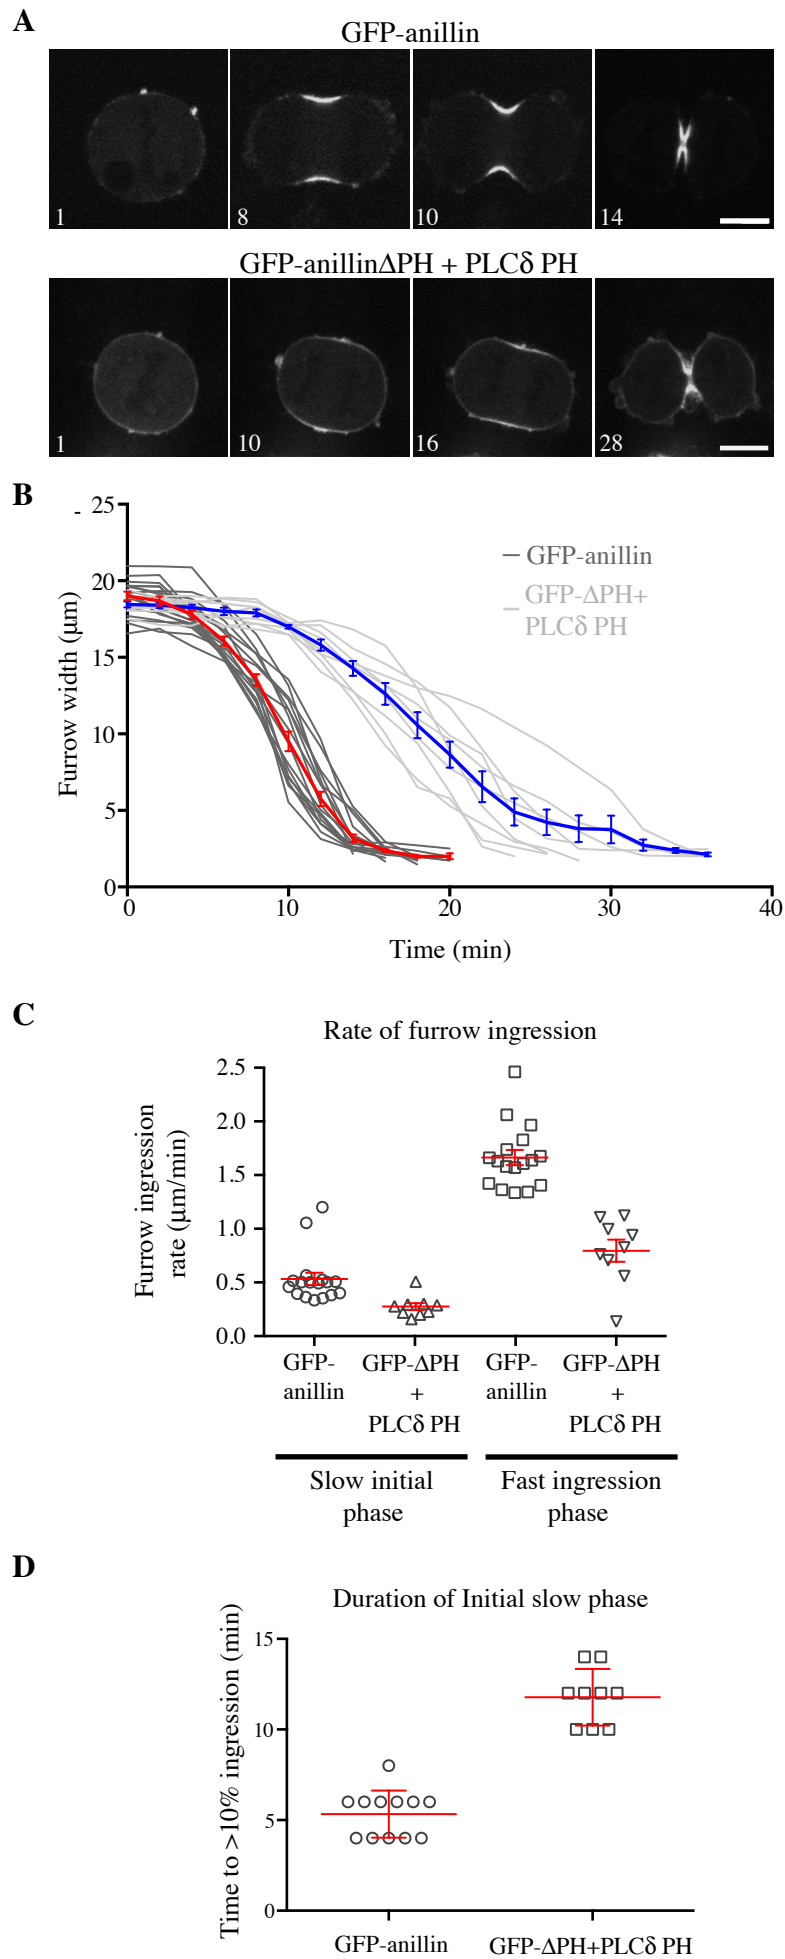 A
GFP-anillin
1
8
10
14
GFP-anillinΔPH + PLCδ PH
1
10
16
28
B
- 25
20
15
10
5
0
Furrow width (μm)
GFP-anillin
GFP-ΔPH+
PLCδ PH
0
10
20
30
40
Time (min)
C
Rate of furrow ingression
Furrow ingression
rate (μm/min)
2.5
2.0
1.5
1.0
0.5
0.0
GFP-
anillin
GFP-ΔPH
+
PLCδ PH
GFP-
anillin
GFP-ΔPH
+
PLCδ PH
Slow initial
phase
Fast ingression
phase
D
Duration of Initial slow phase
Time to >10% ingression (min)
15
10
5
0
GFP-anillin
GFP-ΔPH+PLCδ PH